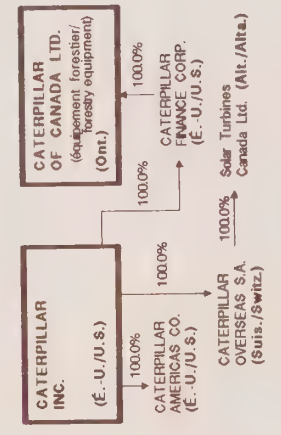 CATERPILLAR
INC.
(É.-U./U.S.)
100.0%
CATERPILLAR
AMERICAS CO.
(É.-U./U.S.)
100.0%
CATERPILLAR
OVERSEAS S.A.
(Suis./Switz.)
100.0%
Solar Turbines
Canada Ltd. (Alt./Alta.)
100.0%
CATERPILLAR
FINANCE CORP.
(É.-U./U.S.)
100.0%
CATERPILLAR
OF CANADA LTD.
(équipement forestier/
forestry equipment)
(Ont.)